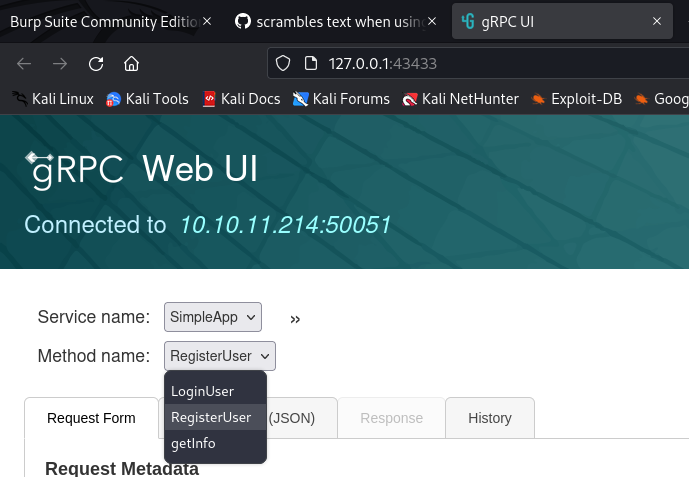 Burp Suite Community Edition
scrambles text when using
gRPC UI
127.0.0.1:43433
Kali Linux Kali Tools Kali Docs Kali Forums Kali NetHunter Exploit-DB Goog
gRPC Web UI
Connected to 10.10.11.214:50051
Service name: SimpleApp »
Method name: RegisterUser
LoginUser
RegisterUser
getInfo
Request Form (JSON) Response History
Request Metadata